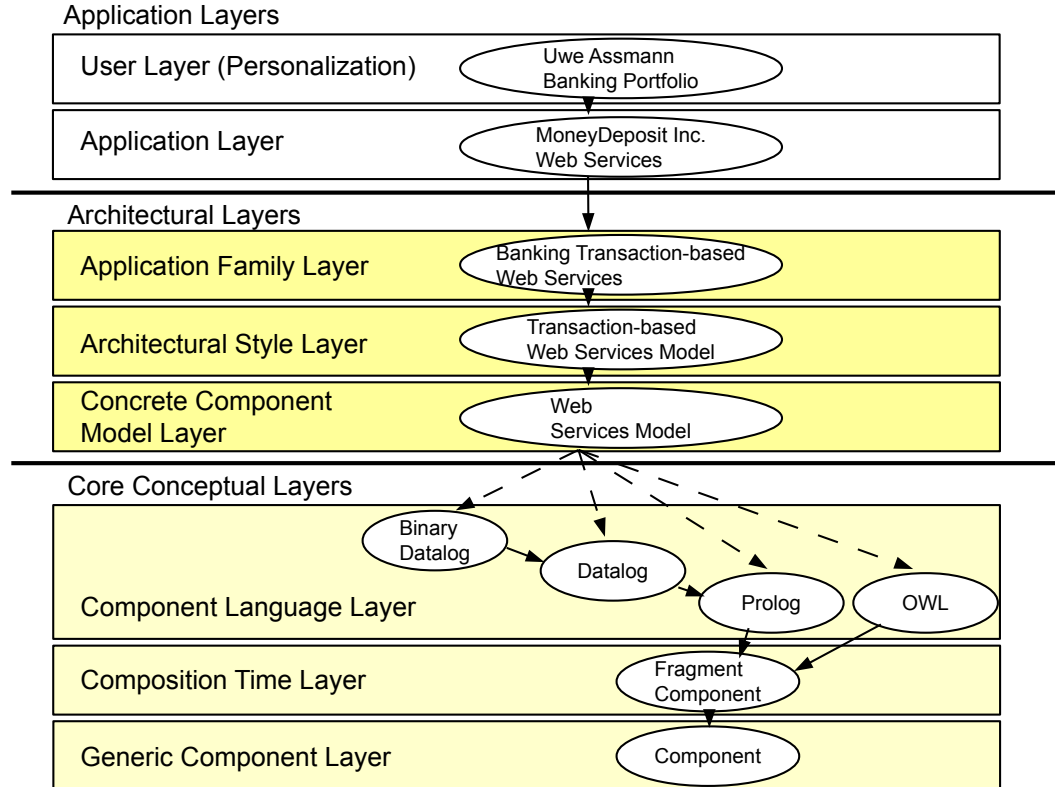 Application Layers
User Layer (Personalization)
Uwe Assmann
Banking Portfolio
Application Layer
MoneyDeposit Inc.
Web Services
Architectural Layers
Application Family Layer
Banking Transaction-based
Web Services
Architectural Style Layer
Transaction-based
Web Services Model
Concrete Component
Model Layer
Web
Services Model
Core Conceptual Layers
Binary
Datalog
Datalog
Component Language Layer
Prolog
OWL
Composition Time Layer
Fragment
Component
Generic Component Layer
Component